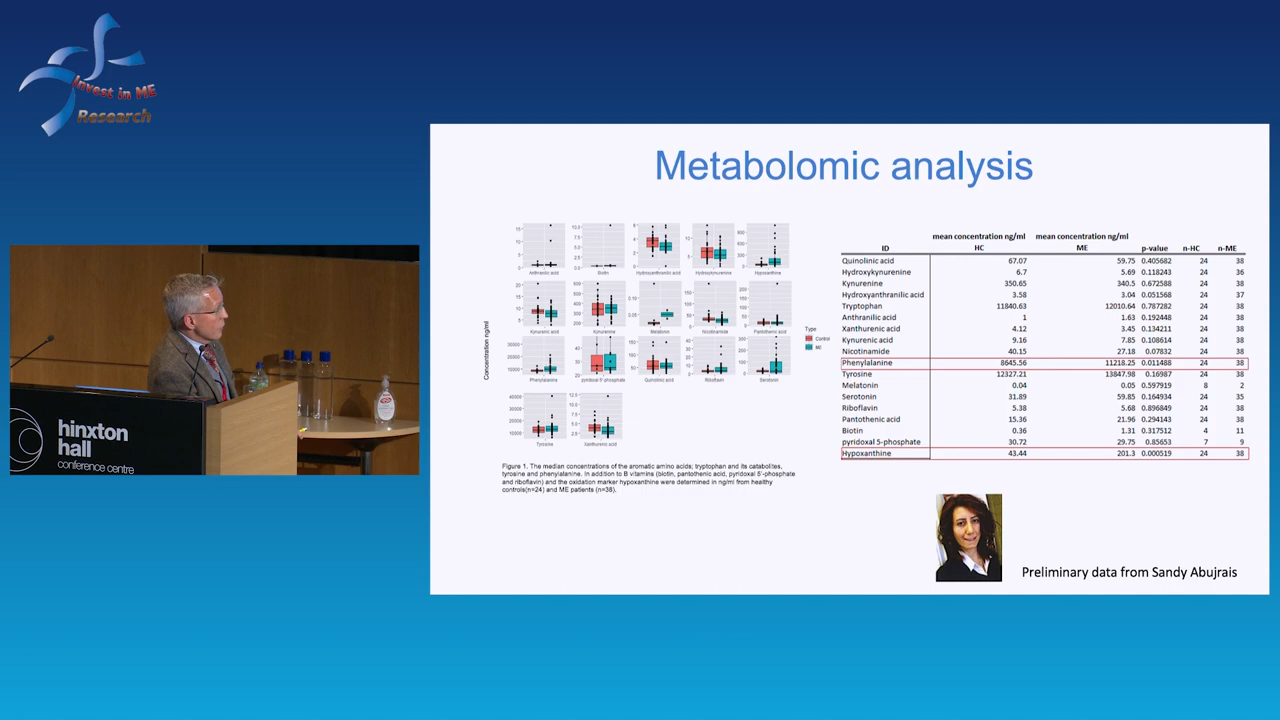 Invest in ME
Research
hinxton
hall
conference centre
Metabolomic analysis
Concentration ng/ml
Anthranilic acid Biotin Hydroxyanthranilic acid Hydroxykynurenine Hypoxanthine
Kynurenic acid Kynurenine Melatonin Nicotinamide Pantothenic acid
Phenylalanine pyridoxal 5'-phosphate Quinolinic acid Riboflavin Serotonin
Tyrosine Xanthurenic acid
Type
Control
ME
Figure 1. The median concentrations of the aromatic amino acids; tryptophan and its catabolites,
tyrosine and phenylalanine. In addition to B vitamins (biotin, pantothenic acid, pyridoxal 5'-phosphate
and riboflavin) and the oxidation marker hypoxanthine were determined in ng/ml from healthy
controls(n=24) and ME patients (n=38).
mean concentration ng/ml mean concentration ng/ml
ID HC ME p-value n-HC n-ME
Quinolinic acid 67.07 59.75 0.405682 24 38
Hydroxykynurenine 6.7 5.69 0.118243 24 36
Kynurenine 350.65 340.5 0.672588 24 38
Hydroxyanthranilic acid 3.58 3.04 0.051568 24 37
Tryptophan 11840.63 12010.64 0.787282 24 38
Anthranilic acid 1 1.63 0.192448 24 38
Xanthurenic acid 4.12 3.45 0.134211 24 38
Kynurenic acid 9.16 7.85 0.108614 24 38
Nicotinamide 40.15 27.18 0.07832 24 38
Phenylalanine 8645.56 11218.25 0.011488 24 38
Tyrosine 12327.21 13847.98 0.16987 24 38
Melatonin 0.04 0.05 0.597919 8 2
Serotonin 31.89 59.85 0.164934 24 35
Riboflavin 5.38 5.68 0.896849 24 38
Pantothenic acid 15.36 21.96 0.294143 24 38
Biotin 0.36 1.31 0.317512 4 11
pyridoxal 5-phosphate 30.72 29.75 0.85653 7 9
Hypoxanthine 43.44 201.3 0.000519 24 38
Preliminary data from Sandy Abujrais